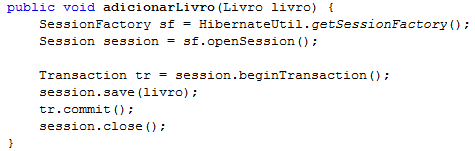 public void adicionarLivro(Livro livro) {
    SessionFactory sf = HibernateUtil.getSessionFactory();
    Session session = sf.openSession();

    Transaction tr = session.beginTransaction();
    session.save(livro);
    tr.commit();
    session.close();
}